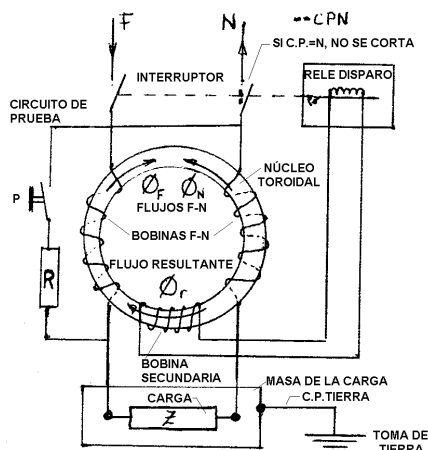 F
N
--CPN
SI C.P.=N, NO SE CORTA
INTERRUPTOR
RELE DISPARO
CIRCUITO DE
PRUEBA
NÚCLEO
TOROIDAL
ØF ØN
FLUJOS F-N
P
BOBINAS F-N
FLUJO RESULTANTE
Ør
R
BOBINA
SECUNDARIA
MASA DE LA CARGA
CARGA
C.P.TIERRA
Z
TOMA DE
TIERRA